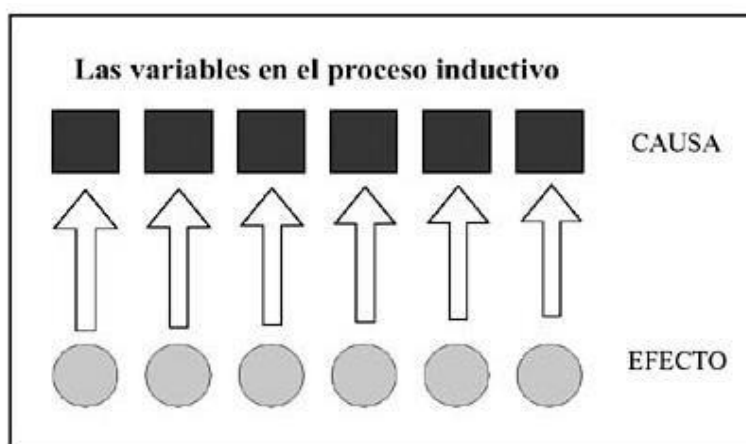 Las variables en el proceso inductivo
CAUSA
EFECTO